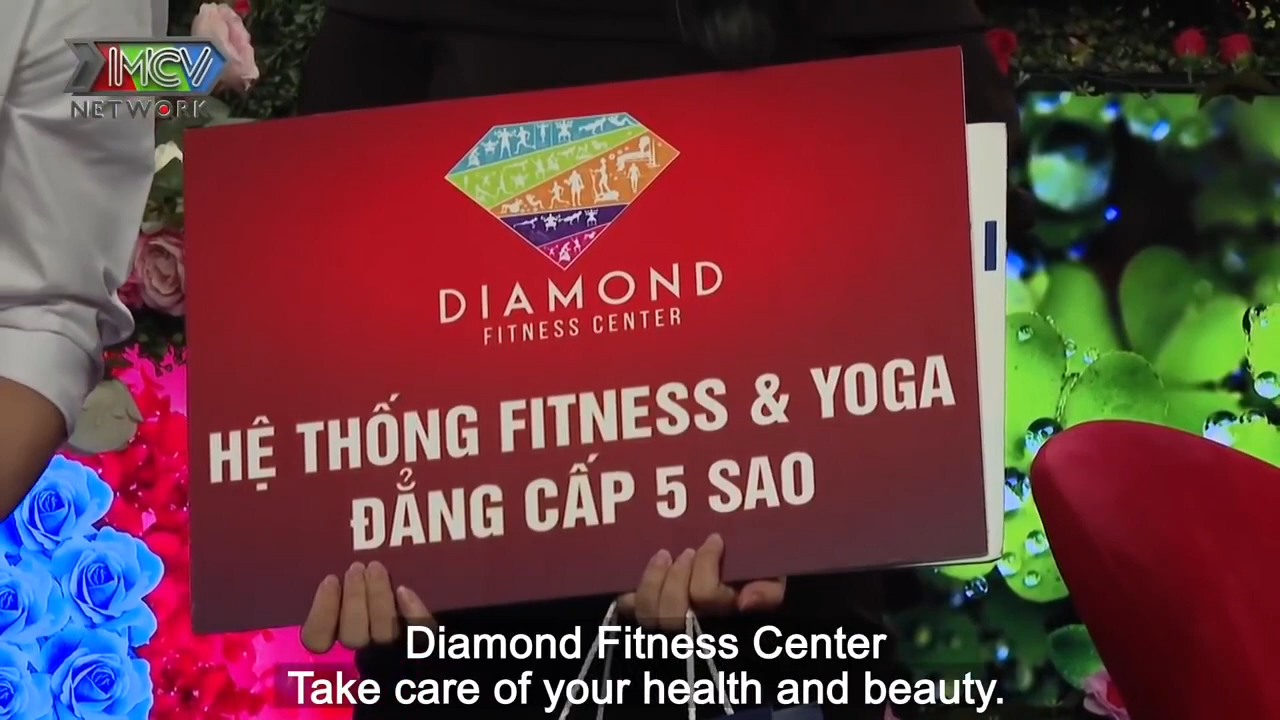 MCV
NETWORK
DIAMOND
FITNESS CENTER
HỆ THỐNG FITNESS & YOGA
ĐẲNG CẤP 5 SAO
Diamond Fitness Center
Take care of your health and beauty.